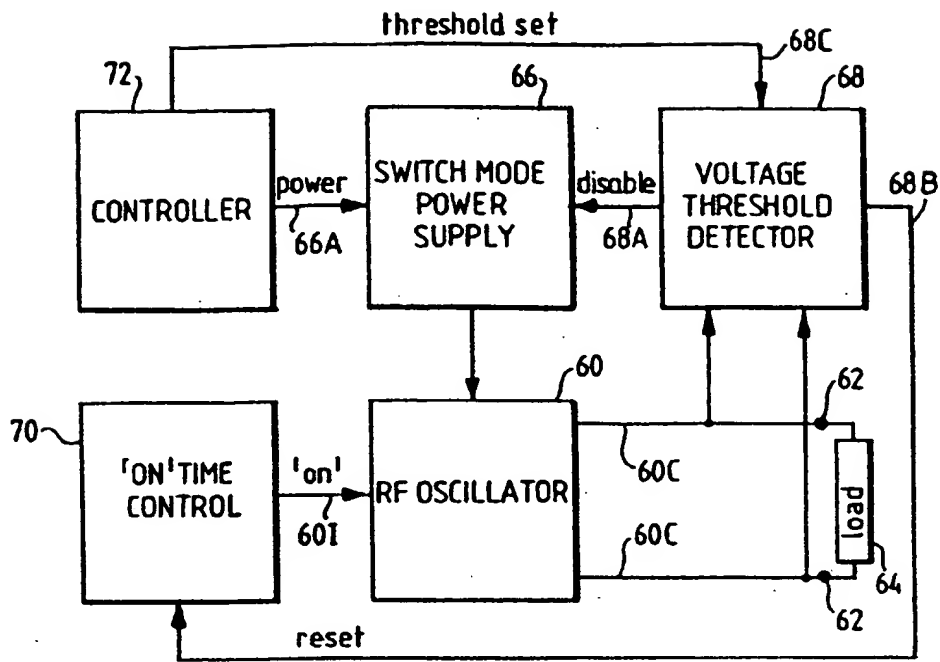 threshold set
72
66
68C
68
CONTROLLER
power
66A
SWITCH MODE
POWER
SUPPLY
disable
68A
VOLTAGE
THRESHOLD
DETECTOR
68B
70
'ON' TIME
CONTROL
'on'
60I
60
RF OSCILLATOR
60C
60C
62
load
64
62
reset